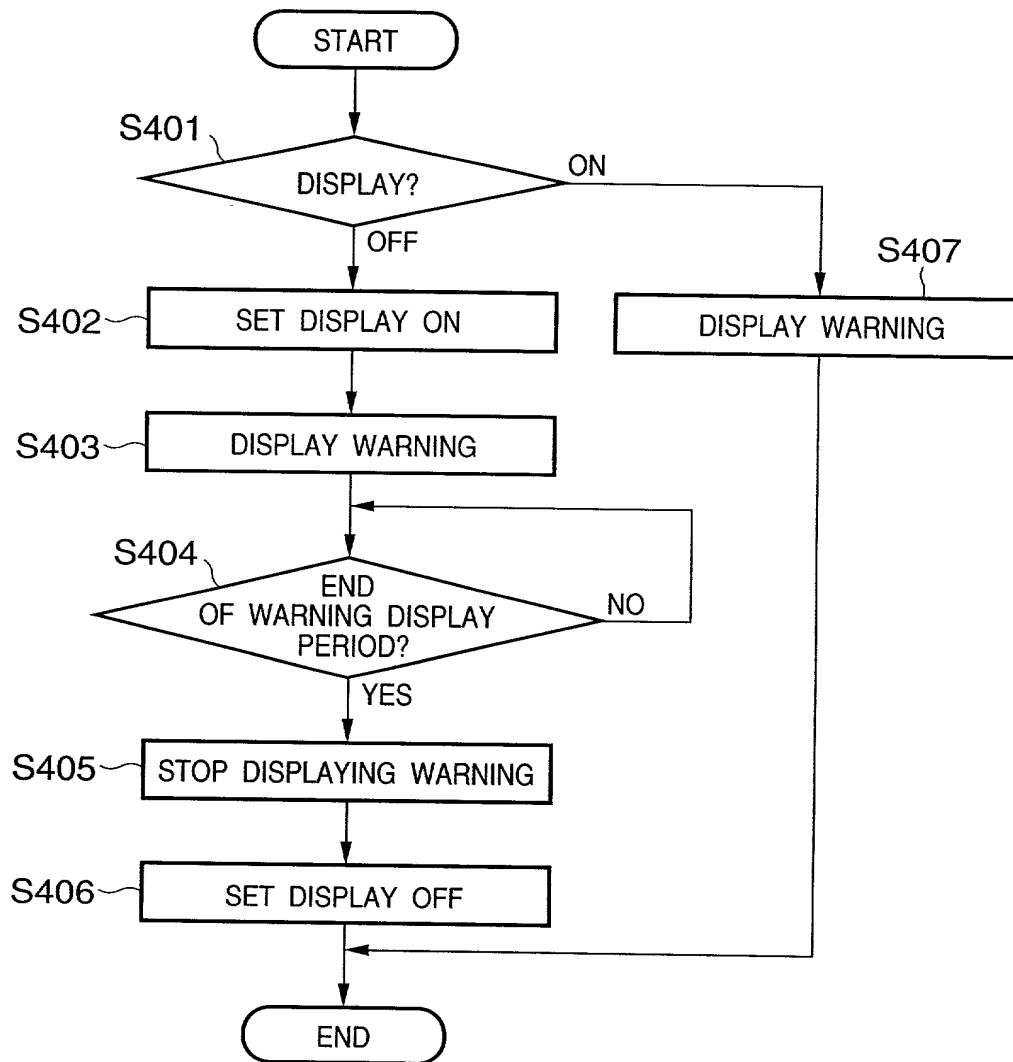 START
S401
DISPLAY?
ON
OFF
S407
S402
SET DISPLAY ON
DISPLAY WARNING
S403
DISPLAY WARNING
S404
END
OF WARNING DISPLAY
PERIOD?
NO
YES
S405
STOP DISPLAYING WARNING
S406
SET DISPLAY OFF
END